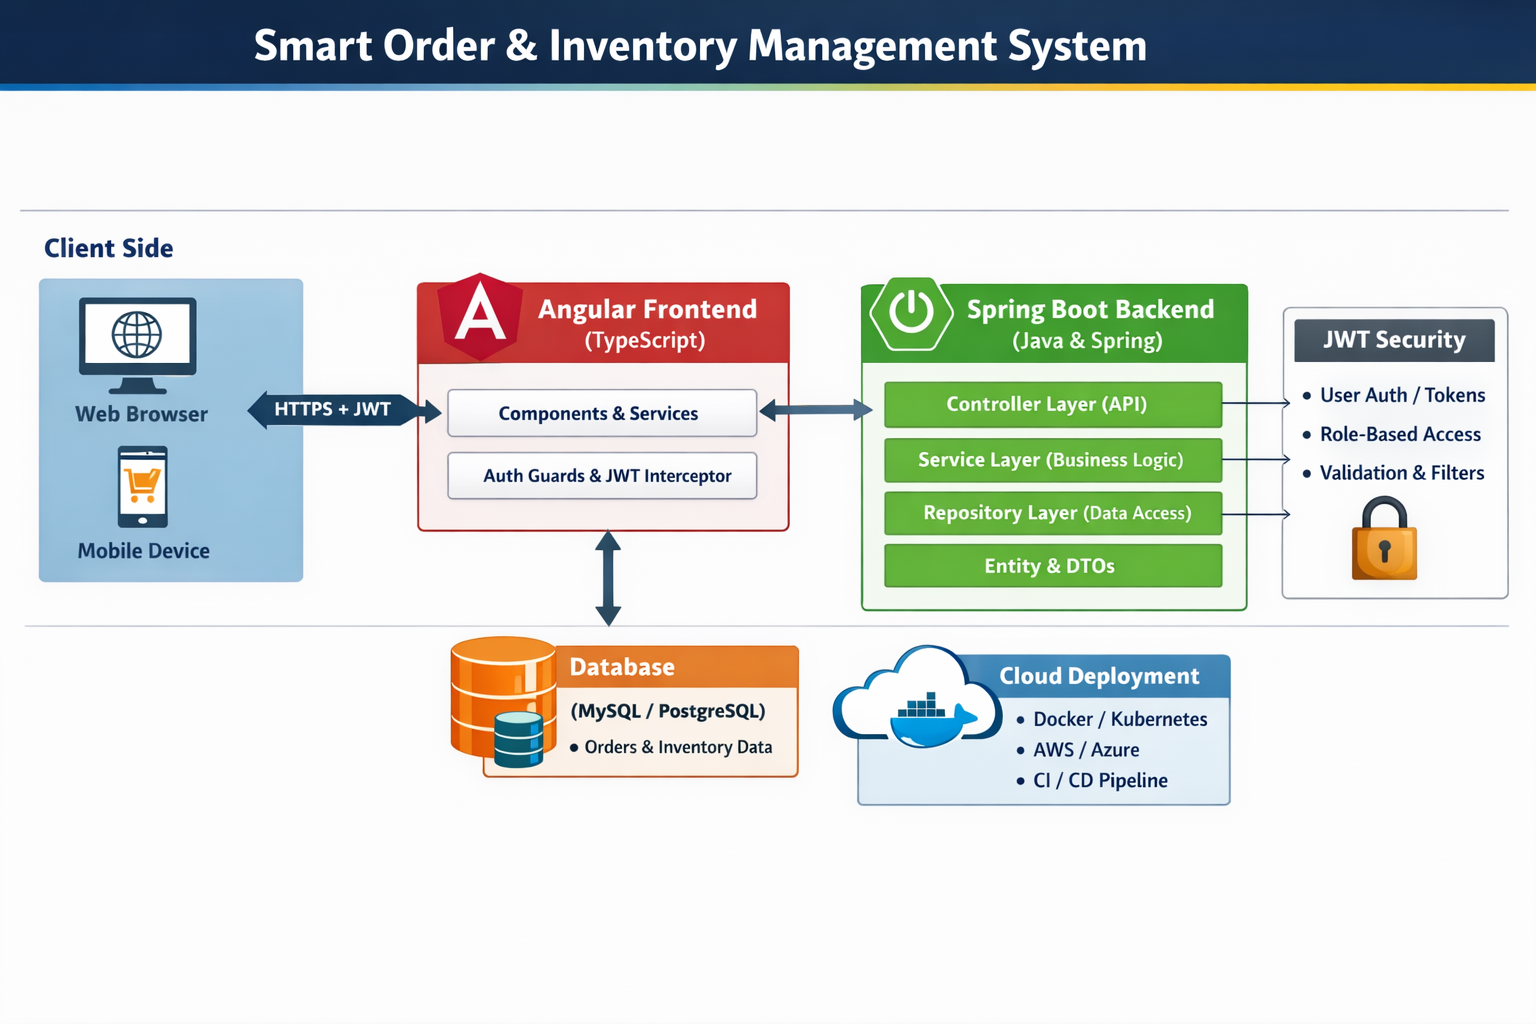 Smart Order & Inventory Management System
Client Side
Web Browser
Mobile Device
HTTPS + JWT
A
Angular Frontend
(TypeScript)
Components & Services
Auth Guards & JWT Interceptor
Spring Boot Backend
(Java & Spring)
Controller Layer (API)
Service Layer (Business Logic)
Repository Layer (Data Access)
Entity & DTOs
JWT Security
• User Auth / Tokens
• Role-Based Access
• Validation & Filters
Database
(MySQL / PostgreSQL)
• Orders & Inventory Data
Cloud Deployment
• Docker / Kubernetes
• AWS / Azure
• CI / CD Pipeline